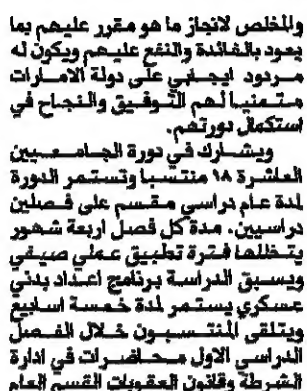 والمخلص لانجاز ما هو مقرر عليهم بما
يعود بالفائدة والنفع عليهم ويكون له
مردود ايجابي على دولة الامارات
متمنيا لهم التوفيق والنجاح في
استكمال دورتهم.
ويشارك في دورة الجامعيين
العاشرة ١٨ منتسبا وتستمر الدورة
لمدة عام دراسي مقسم على فصلين
دراسيين. مدة كل فصل اربعة شهور
يتخللها فترة تطبيق عملي صيفي
ويسبق الدراسة برنامج اعداد بدني
عسكري يستمر لمدة خمسة اسابيع
ويتلقى المنتسبون خلال الفصل
الدراسي الاول محاضرات في ادارة
الشرطة وقانون العقوبات القسم العام